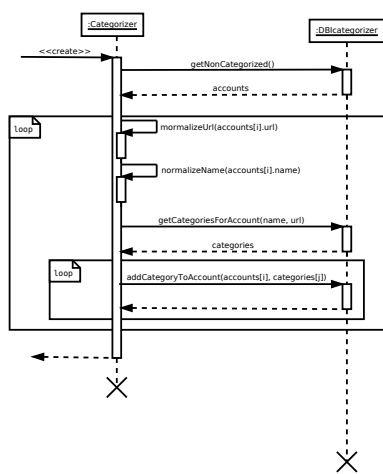 :Categorizer
:DBIcategorizer
<<create>>
getNonCategorized()
accounts
loop
mormalizeUrl(accounts[i].url)
normalizeName(accounts[i].name)
getCategoriesForAccount(name, url)
categories
loop
addCategoryToAccount(accounts[i], categories[j])